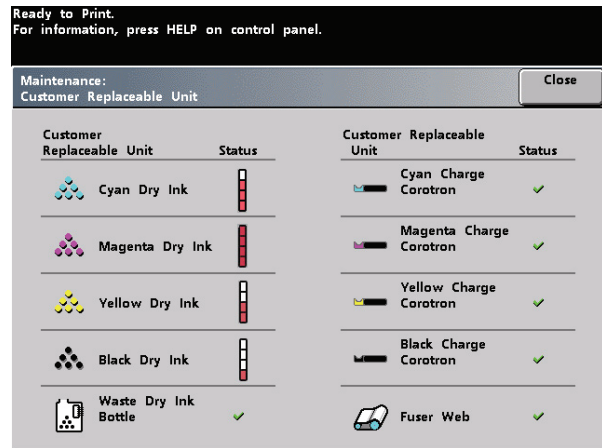 Ready to Print.
For information, press HELP on control panel.
Maintenance:
Customer Replaceable Unit
Close
Customer
Replaceable Unit
Status
Cyan Dry Ink
Magenta Dry Ink
Yellow Dry Ink
Black Dry Ink
Waste Dry Ink
Bottle
Customer Replaceable
Unit
Status
Cyan Charge
Corotron
Magenta Charge
Corotron
Yellow Charge
Corotron
Black Charge
Corotron
Fuser Web